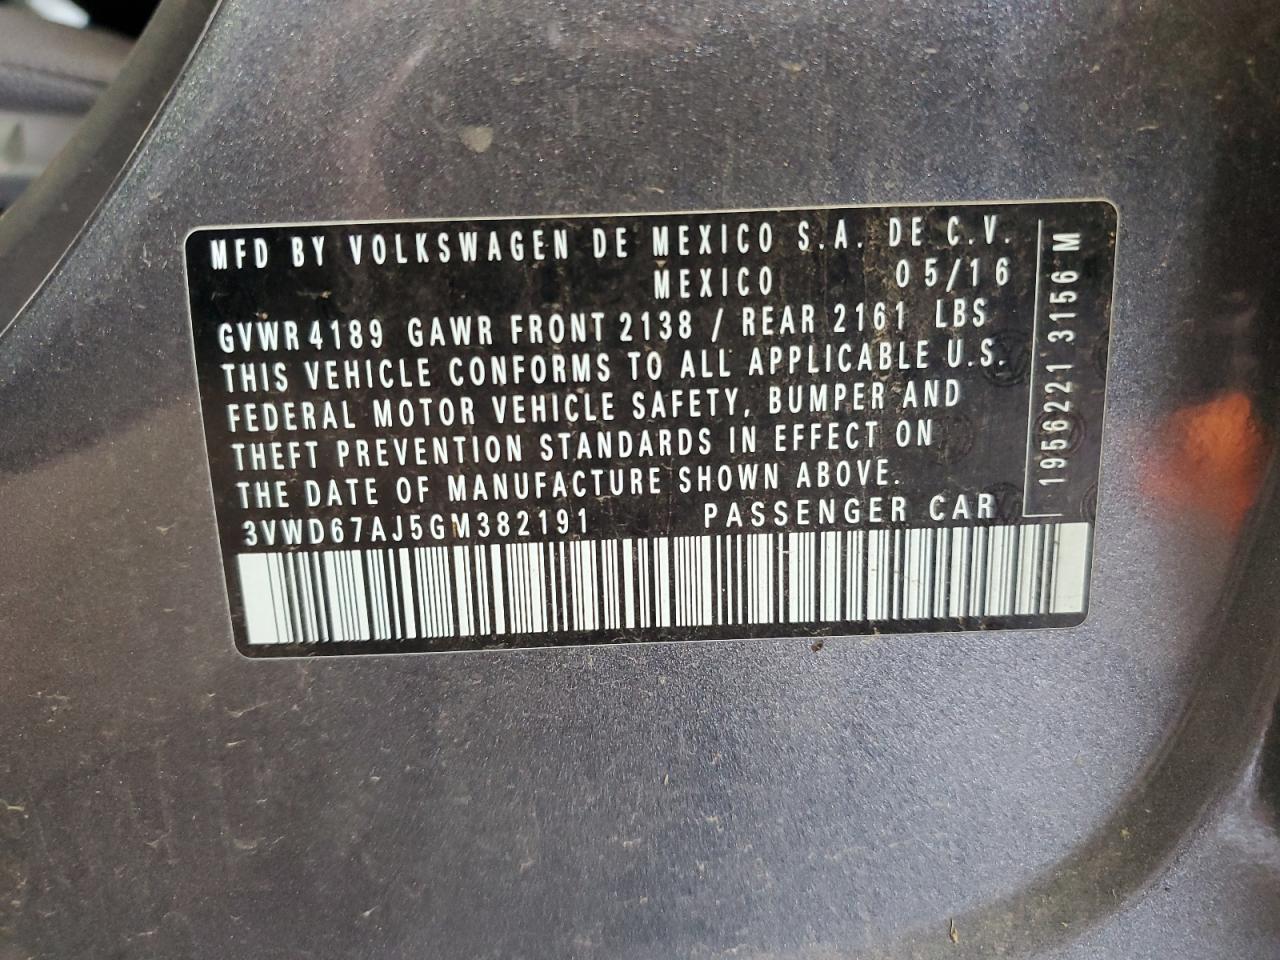 MFD BY VOLKSWAGEN DE MEXICO S.A. DE C.V.
MEXICO 05/16
GVWR 4189 GAWR FRONT 2138 / REAR 2161 LBS
THIS VEHICLE CONFORMS TO ALL APPLICABLE U.S.
FEDERAL MOTOR VEHICLE SAFETY, BUMPER AND
THEFT PREVENTION STANDARDS IN EFFECT ON
THE DATE OF MANUFACTURE SHOWN ABOVE.
3VWD67AJ5GM382191 PASSENGER CAR
1956221 3156 M